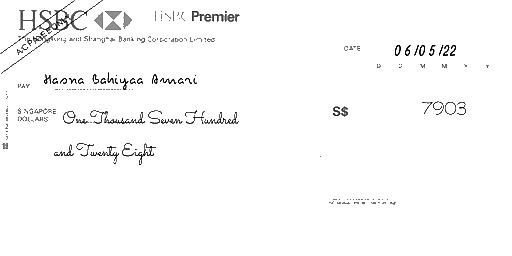 HSBC HSBC Premier
The Hongkong and Shanghai Banking Corporation Limited
A/C PAYEE ONLY
DATE 06/05/22
D D M M Y Y
PAY Hasna Bahiyaa Amari
SINGAPORE DOLLARS One Thousand Seven Hundred
and Twenty Eight
S$ 7903